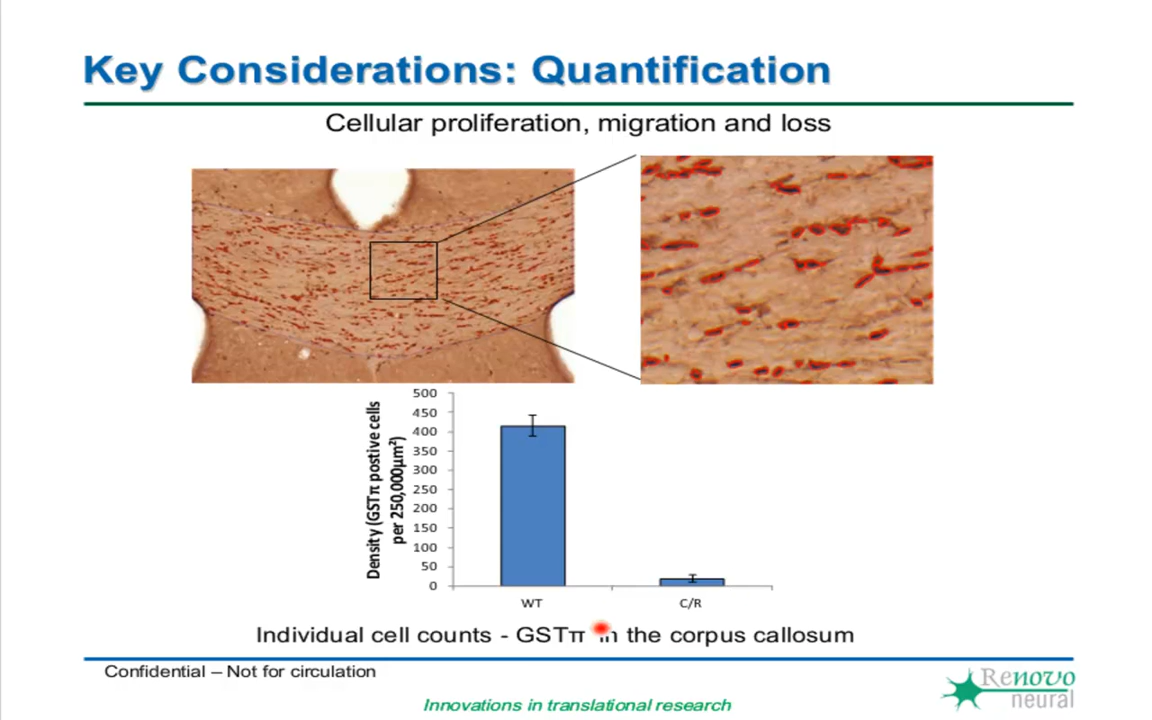 Key Considerations: Quantification
Cellular proliferation, migration and loss
500
450
400
350
300
250
200
150
100
50
0
Density (GSTπ postive cells
per 250,000µm²)
WT
C/R
Individual cell counts - GSTπ in the corpus callosum
Confidential – Not for circulation
Renovo
neural
Innovations in translational research